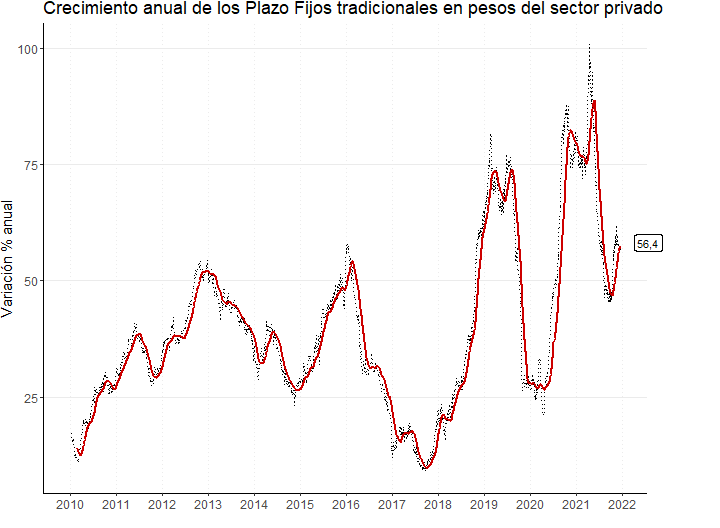 Crecimiento anual de los Plazo Fijos tradicionales en pesos del sector privado
Variación % anual
100
75
50
25
56,4
2010 2011 2012 2013 2014 2015 2016 2017 2018 2019 2020 2021 2022